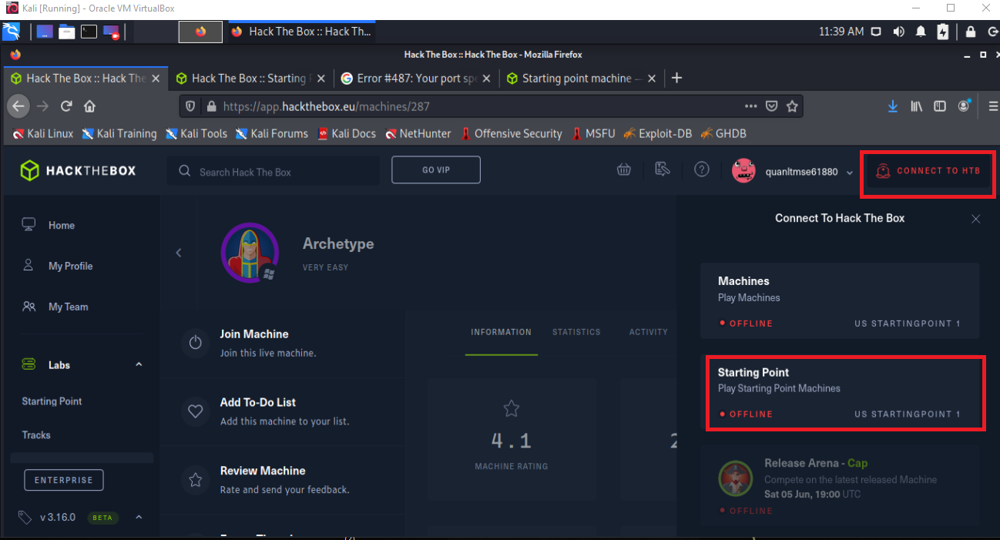 Kali [Running] - Oracle VM VirtualBox
Hack The Box :: Hack Th... 11:39 AM
Hack The Box :: Hack The Box - Mozilla Firefox
Hack The Box :: Hack The Hack The Box :: Starting Error #487: Your port spe Starting point machine –
https://app.hackthebox.eu/machines/287
Kali Linux Kali Training Kali Tools Kali Forums Kali Docs NetHunter Offensive Security MSFU Exploit-DB GHDB
HACKTHEBOX Search Hack The Box GO VIP quanltmse61880 CONNECT TO HTB
Connect To Hack The Box
Home
My Profile
My Team
Labs
Starting Point
Tracks
ENTERPRISE
v 3.16.0 BETA
Archetype
VERY EASY
Join Machine
Join this live machine.
Add To-Do List
Add this machine to your list.
Review Machine
Rate and send your feedback.
INFORMATION STATISTICS ACTIVITY
4.1
MACHINE RATING
Machines
Play Machines
OFFLINE US STARTINGPOINT 1
Starting Point
Play Starting Point Machines
OFFLINE US STARTINGPOINT 1
Release Arena - Cap
Compete on the latest released Machine
Sat 05 Jun, 19:00 UTC
OFFLINE